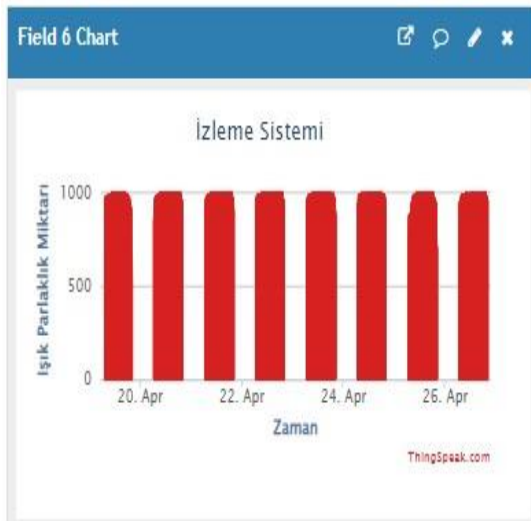 Field 6 Chart
İzleme Sistemi
Işık Parlaklık Miktarı
1000
500
0
20. Apr
22. Apr
24. Apr
26. Apr
Zaman
ThingSpeak.com